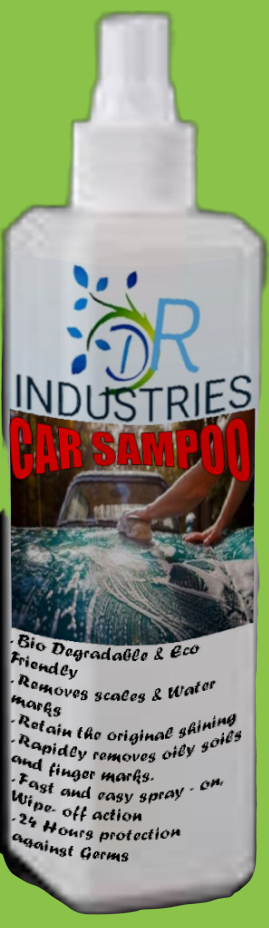 DR
INDUSTRIES
CAR SAMPOO
. Bio Degradable & Eco
Friendly
. Removes scales & Water
marks
. Retain the original shining
. Rapidly removes oily soils
and finger marks.
. Fast and easy spray - on,
Wipe- off action
. 24 Hours protection
against Germs